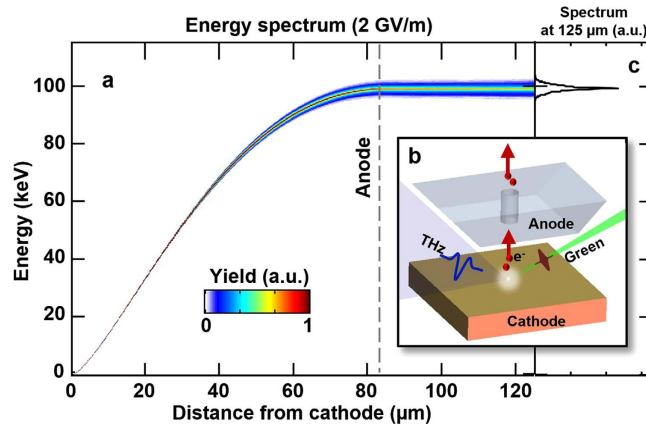 Energy spectrum (2 GV/m)
Spectrum
at 125 µm (a.u.)
a
c
100
80
60
40
20
0
Energy (keV)
Anode
Yield (a.u.)
0
1
b
Anode
THz
e-
Green
Cathode
0
20
40
60
80
100
120
Distance from cathode (µm)